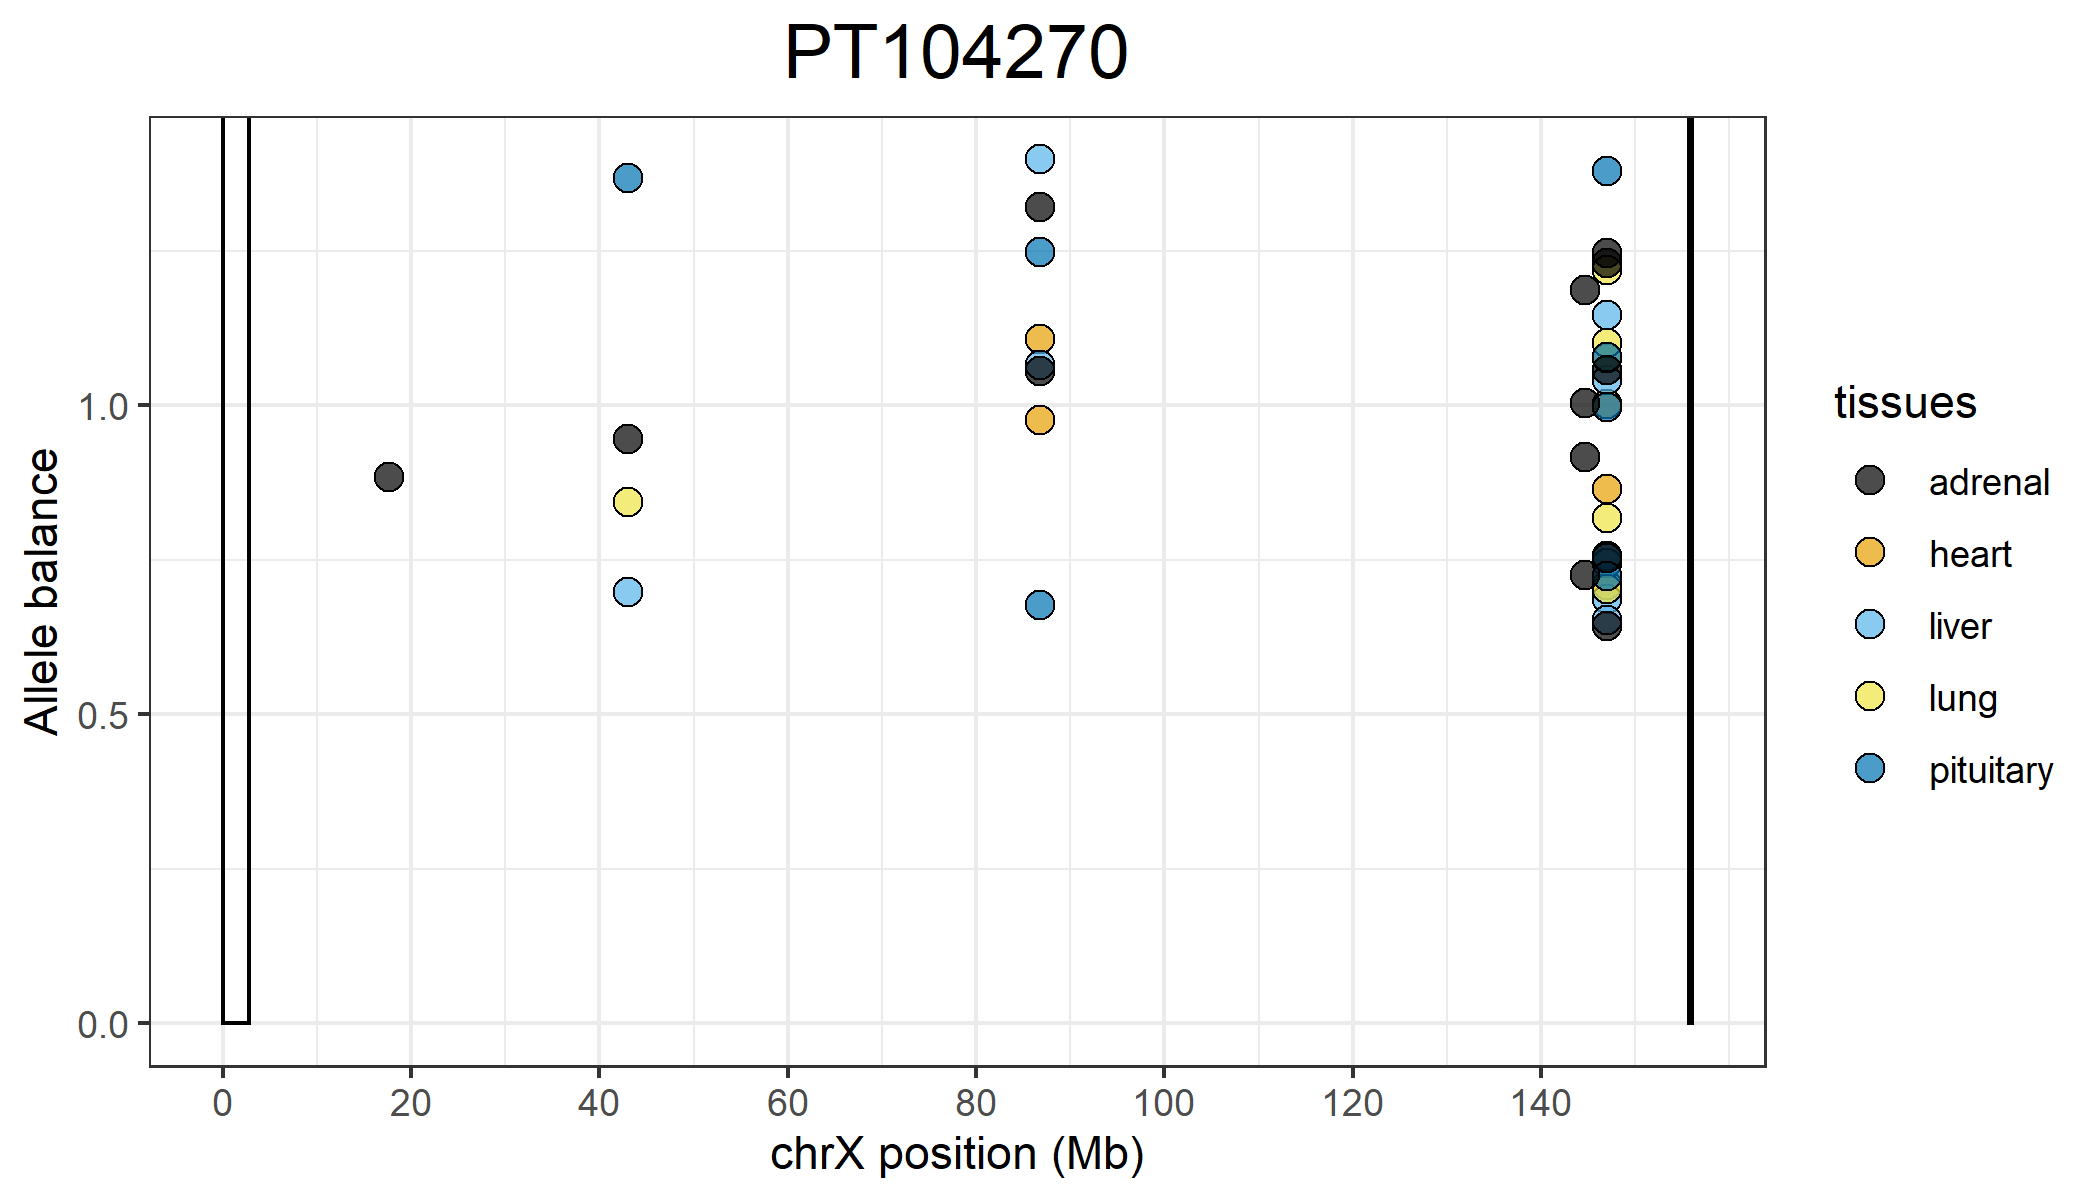 PT104270
Allele balance
1.0
0.5
0.0
0 20 40 60 80 100 120 140
chrX position (Mb)
tissues
adrenal
heart
liver
lung
pituitary